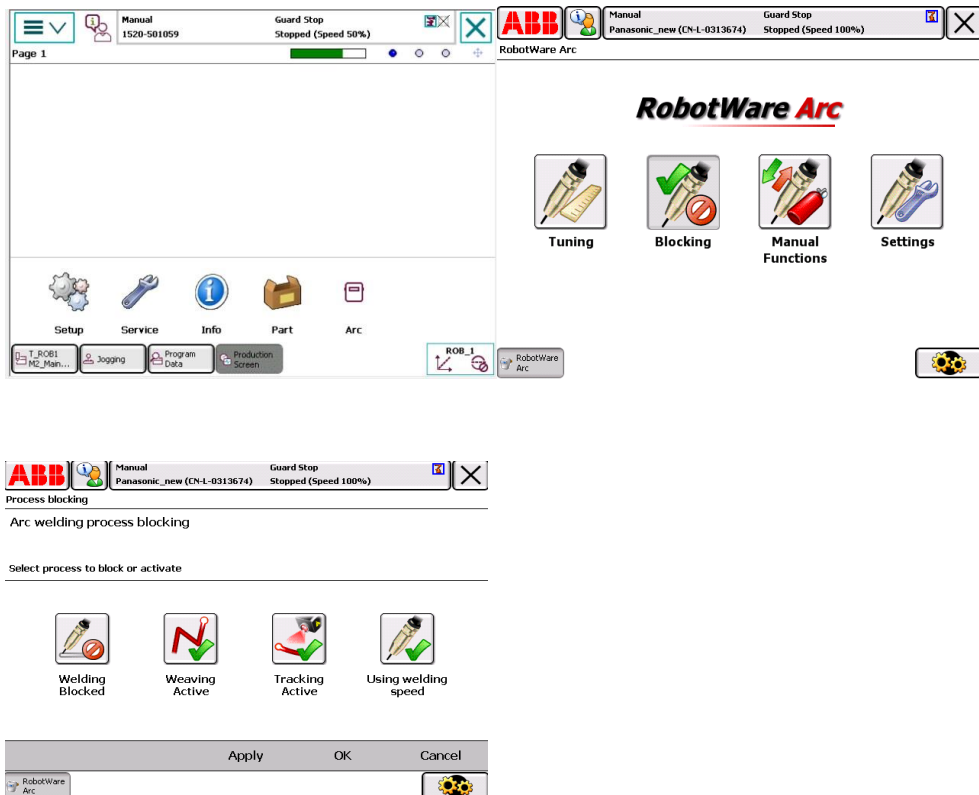 Manual
1520-501059
Guard Stop
Stopped (Speed 50%)
Page 1
Setup
Service
Info
Part
Arc
T_ROB1
M2_Main...
Jogging
Program
Data
Production
Screen
ROB_1
ABB
Manual
Panasonic_new (CN-L-0313674)
Guard Stop
Stopped (Speed 100%)
RobotWare Arc
RobotWare Arc
Tuning
Blocking
Manual
Functions
Settings
RobotWare
Arc
ABB
Manual
Panasonic_new (CN-L-0313674)
Guard Stop
Stopped (Speed 100%)
Process blocking
Arc welding process blocking
Select process to block or activate
Welding
Blocked
Weaving
Active
Tracking
Active
Using welding
speed
Apply
OK
Cancel
RobotWare
Arc